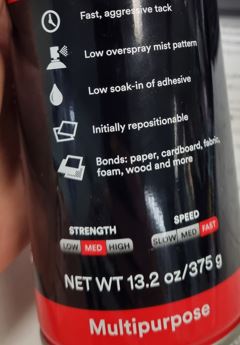 Fast, aggressive tack
Low overspray mist pattern
Low soak-in of adhesive
Initially repositionable
Bonds: paper, cardboard, fabric,
foam, wood and more
STRENGTH
LOW MED HIGH
SPEED
SLOW MED FAST
NET WT 13.2 oz/375 g
Multipurpose